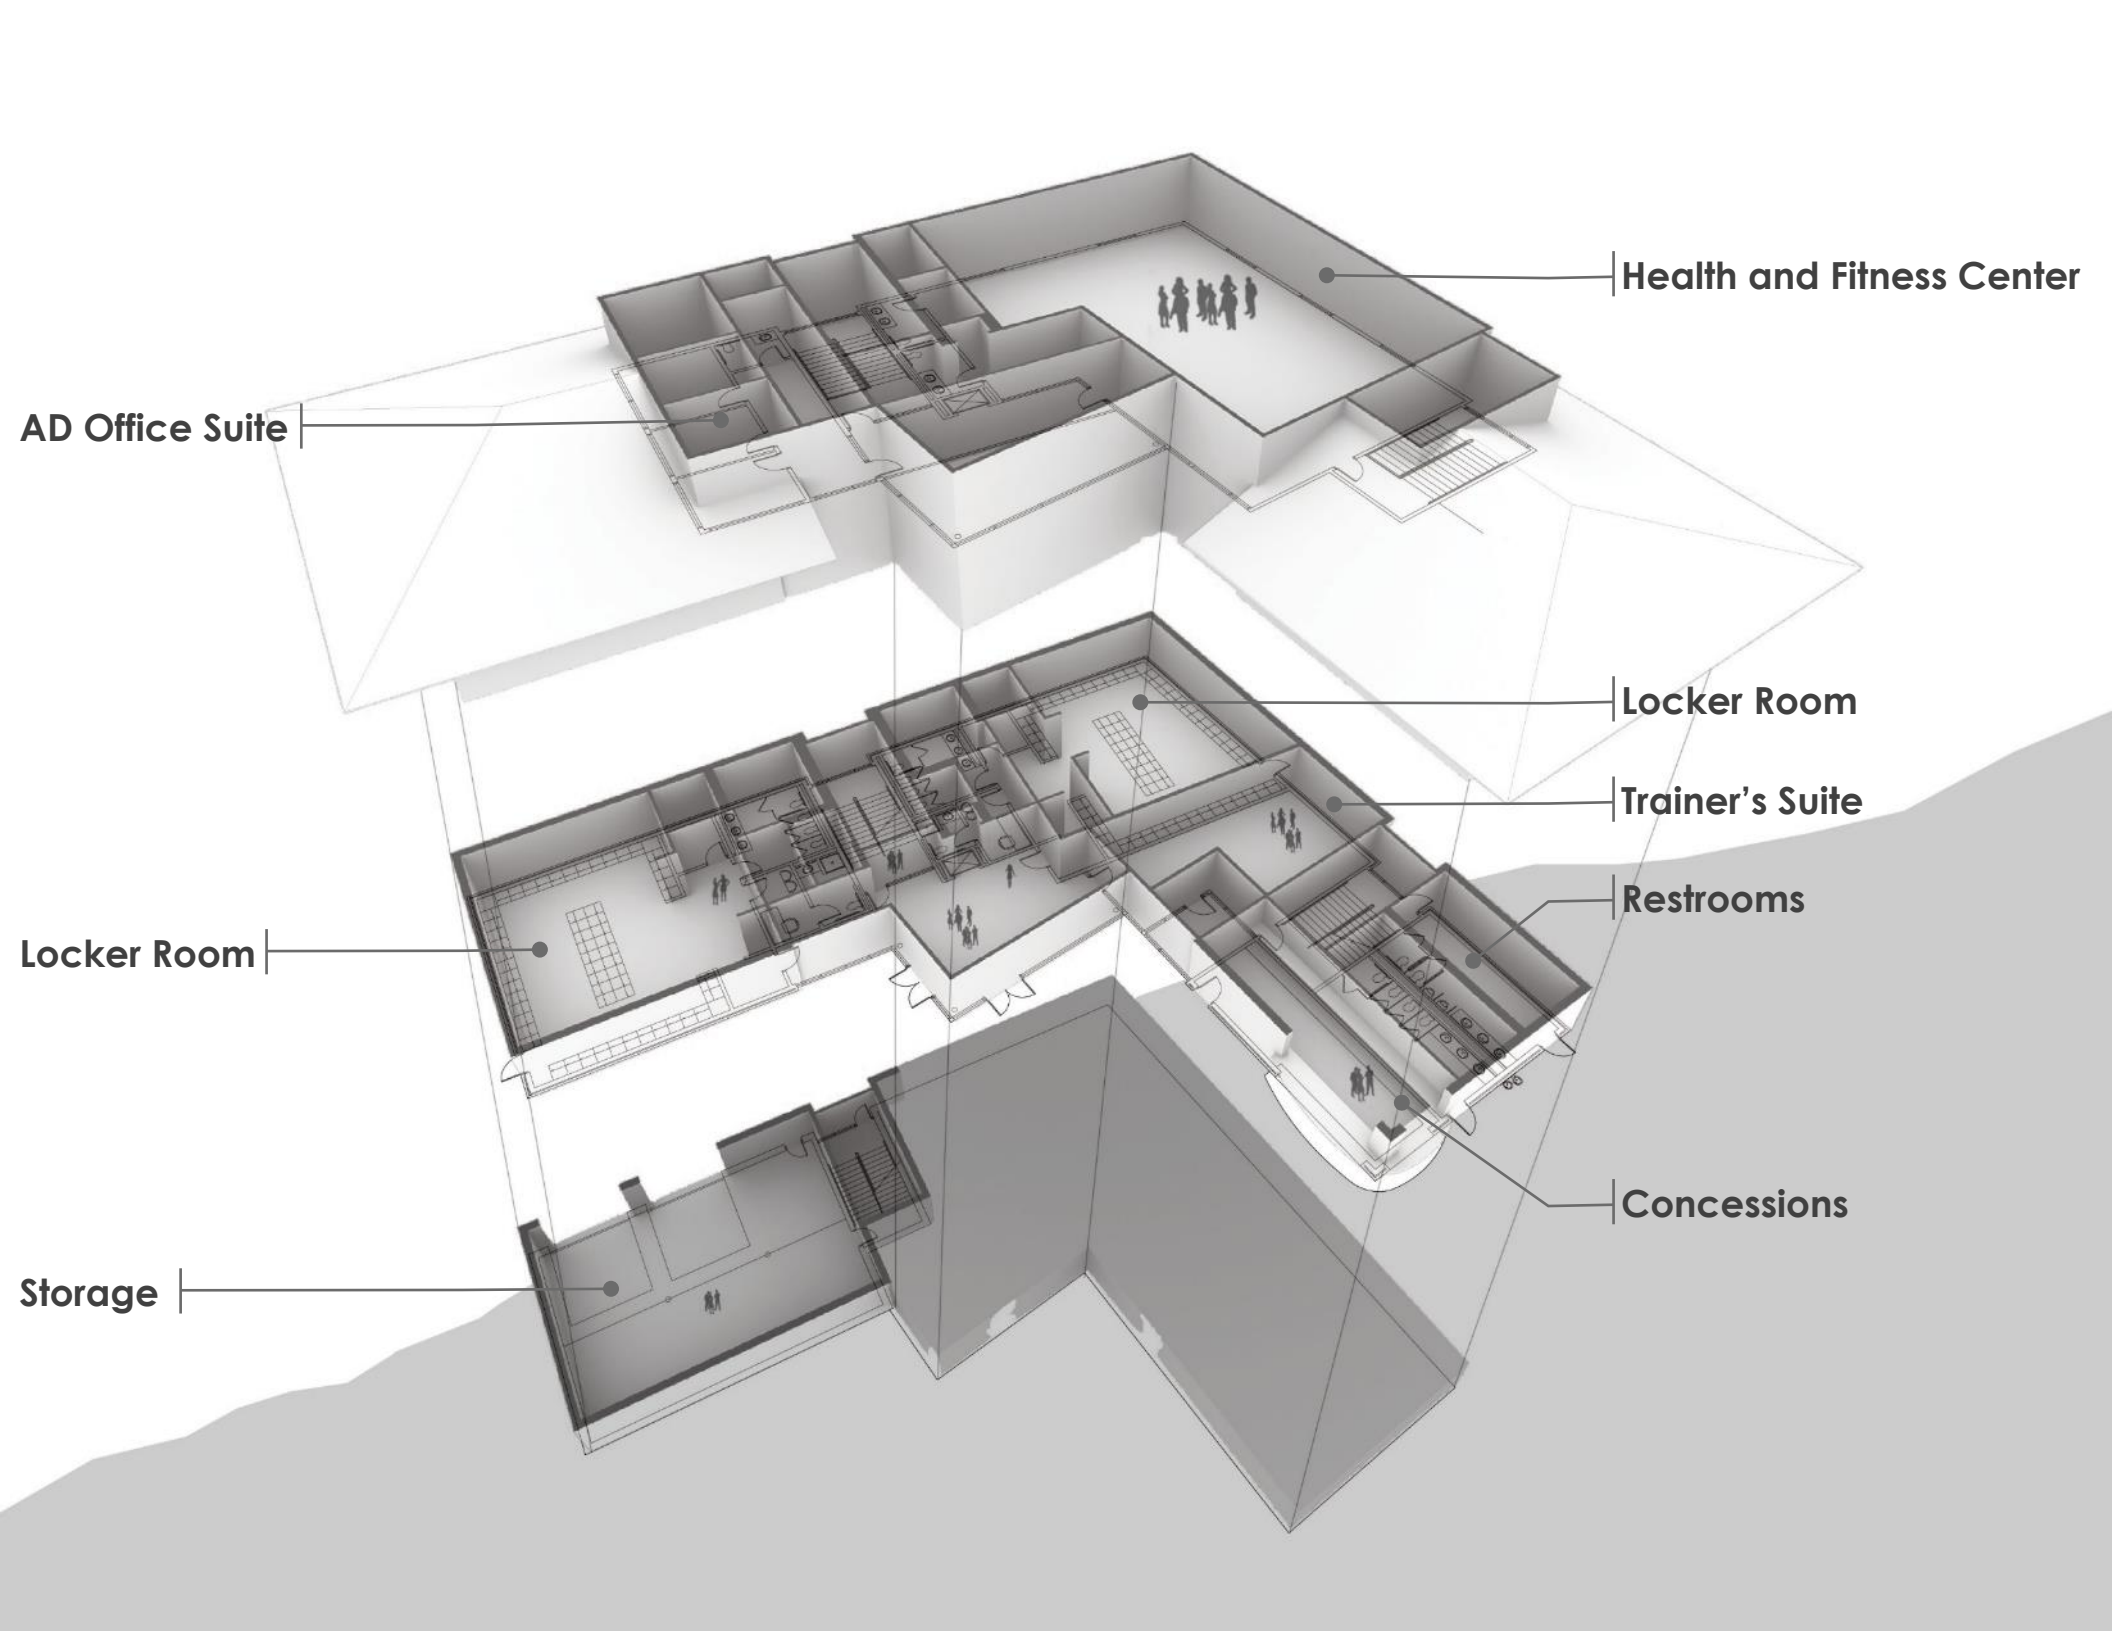 Health and Fitness Center
AD Office Suite
Locker Room
Trainer's Suite
Restrooms
Locker Room
Concessions
Storage